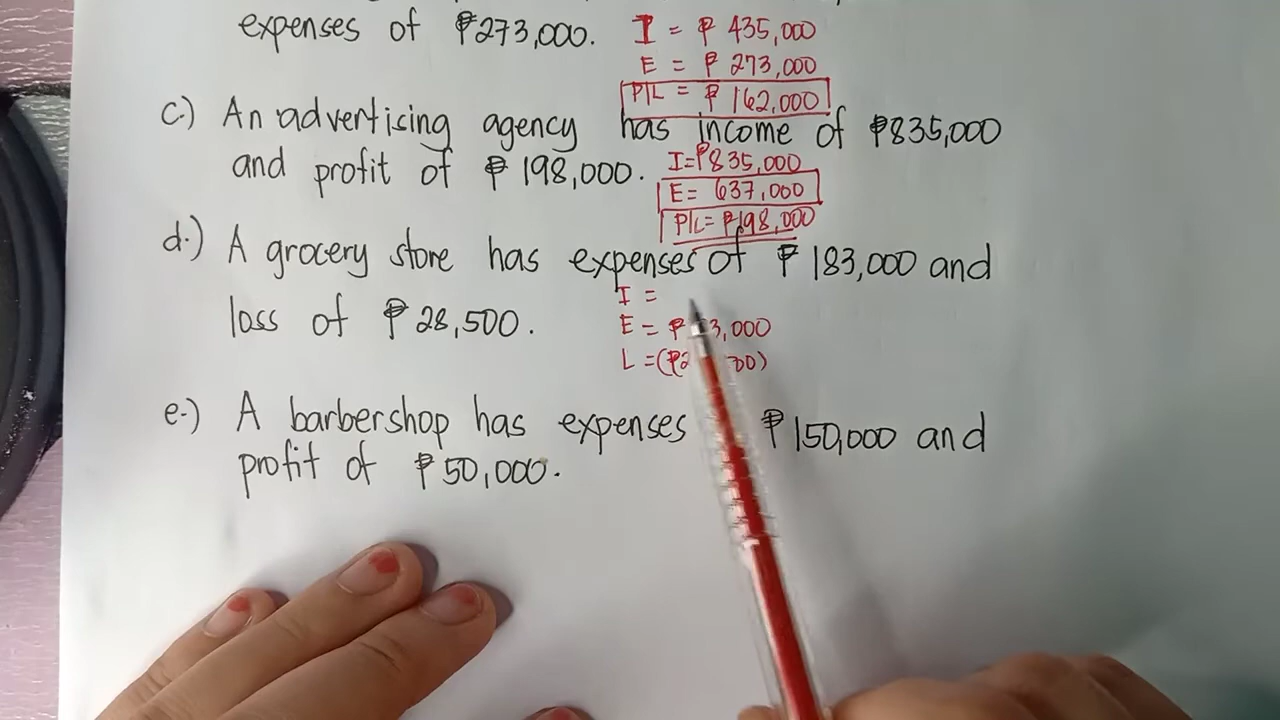 expenses of ₱273,000.
I = ₱ 435,000
E = ₱ 273,000
P/L = ₱ 162,000
c.) An advertising agency has income of ₱835,000
and profit of ₱ 198,000.
I=₱835,000
E= 637,000
P/L= ₱198,000
d.) A grocery store has expenses of ₱ 183,000 and
loss of ₱ 28,500.
I =
E = ₱
L =(₱
e.) A barbershop has expenses ₱150,000 and
profit of ₱ 50,000.